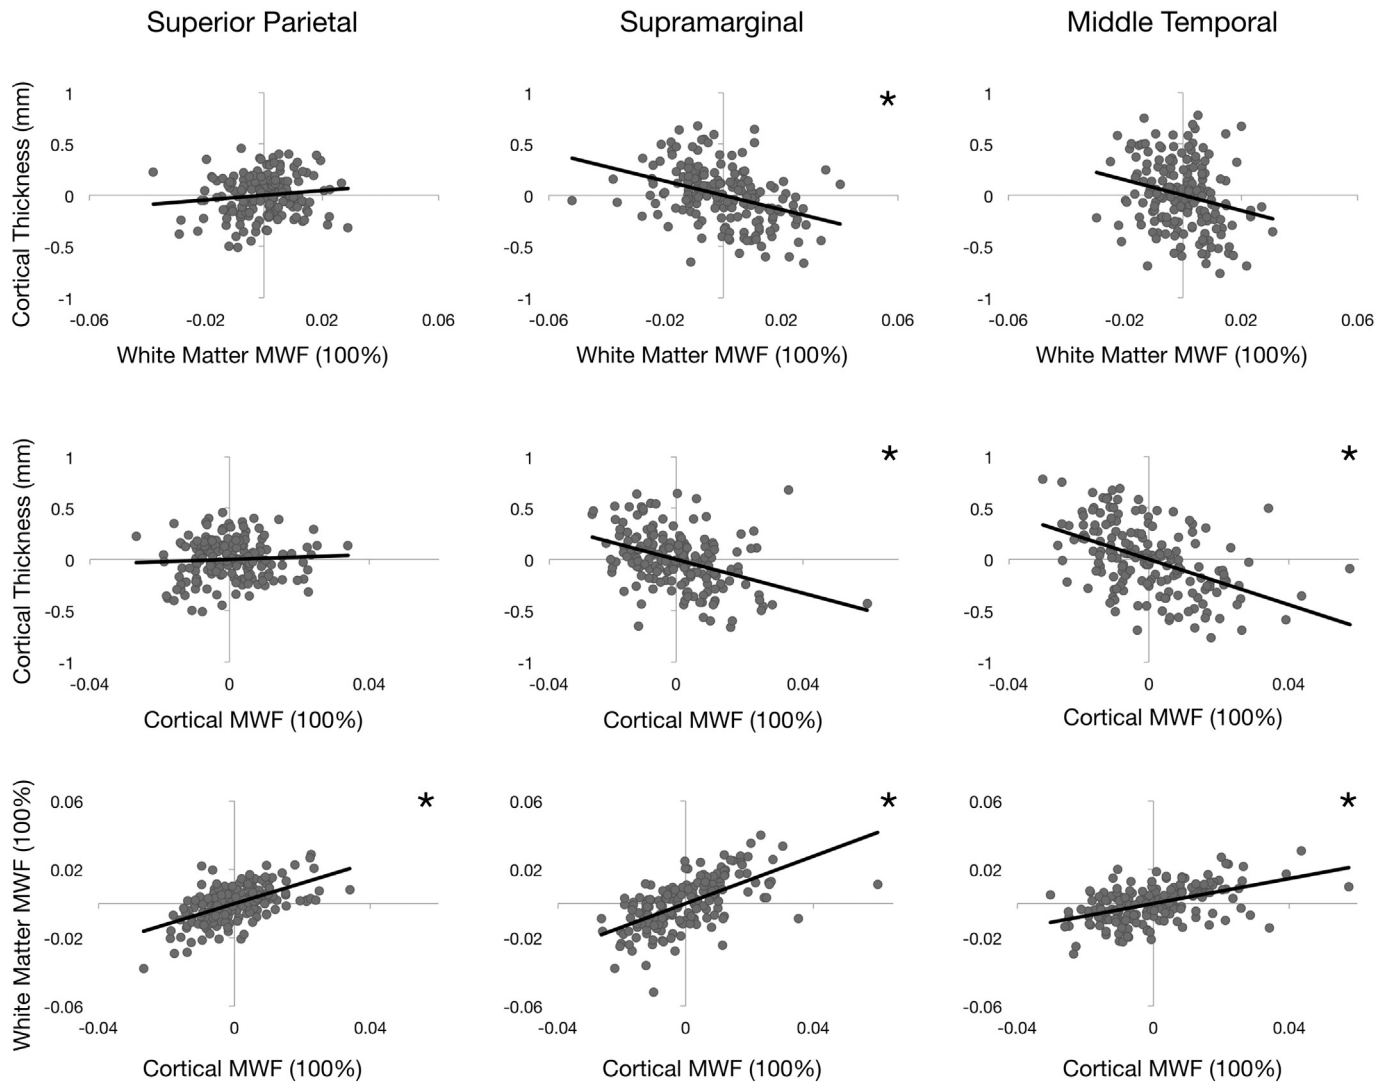 Superior Parietal Supramarginal Middle Temporal
Cortical Thickness (mm)
1 1 1
* 
0.5 0.5 0.5
0 0 0
-0.5 -0.5 -0.5
-1 -1 -1
-0.06 -0.02 0.02 0.06 -0.06 -0.02 0.02 0.06 -0.06 -0.02 0.02 0.06
White Matter MWF (100%) White Matter MWF (100%) White Matter MWF (100%)
Cortical Thickness (mm)
1 * 1 * 1
0.5 0.5 0.5
0 0 0
-0.5 -0.5 -0.5
-1 -1 -1
-0.04 0 0.04 -0.04 0 0.04 -0.04 0 0.04
Cortical MWF (100%) Cortical MWF (100%) Cortical MWF (100%)
White Matter MWF (100%)
0.06 * 0.06 * 0.06 *
0.02 0.02 0.02
-0.02 -0.02 -0.02
-0.06 -0.06 -0.06
-0.04 0 0.04 -0.04 0 0.04 -0.04 0 0.04
Cortical MWF (100%) Cortical MWF (100%) Cortical MWF (100%)